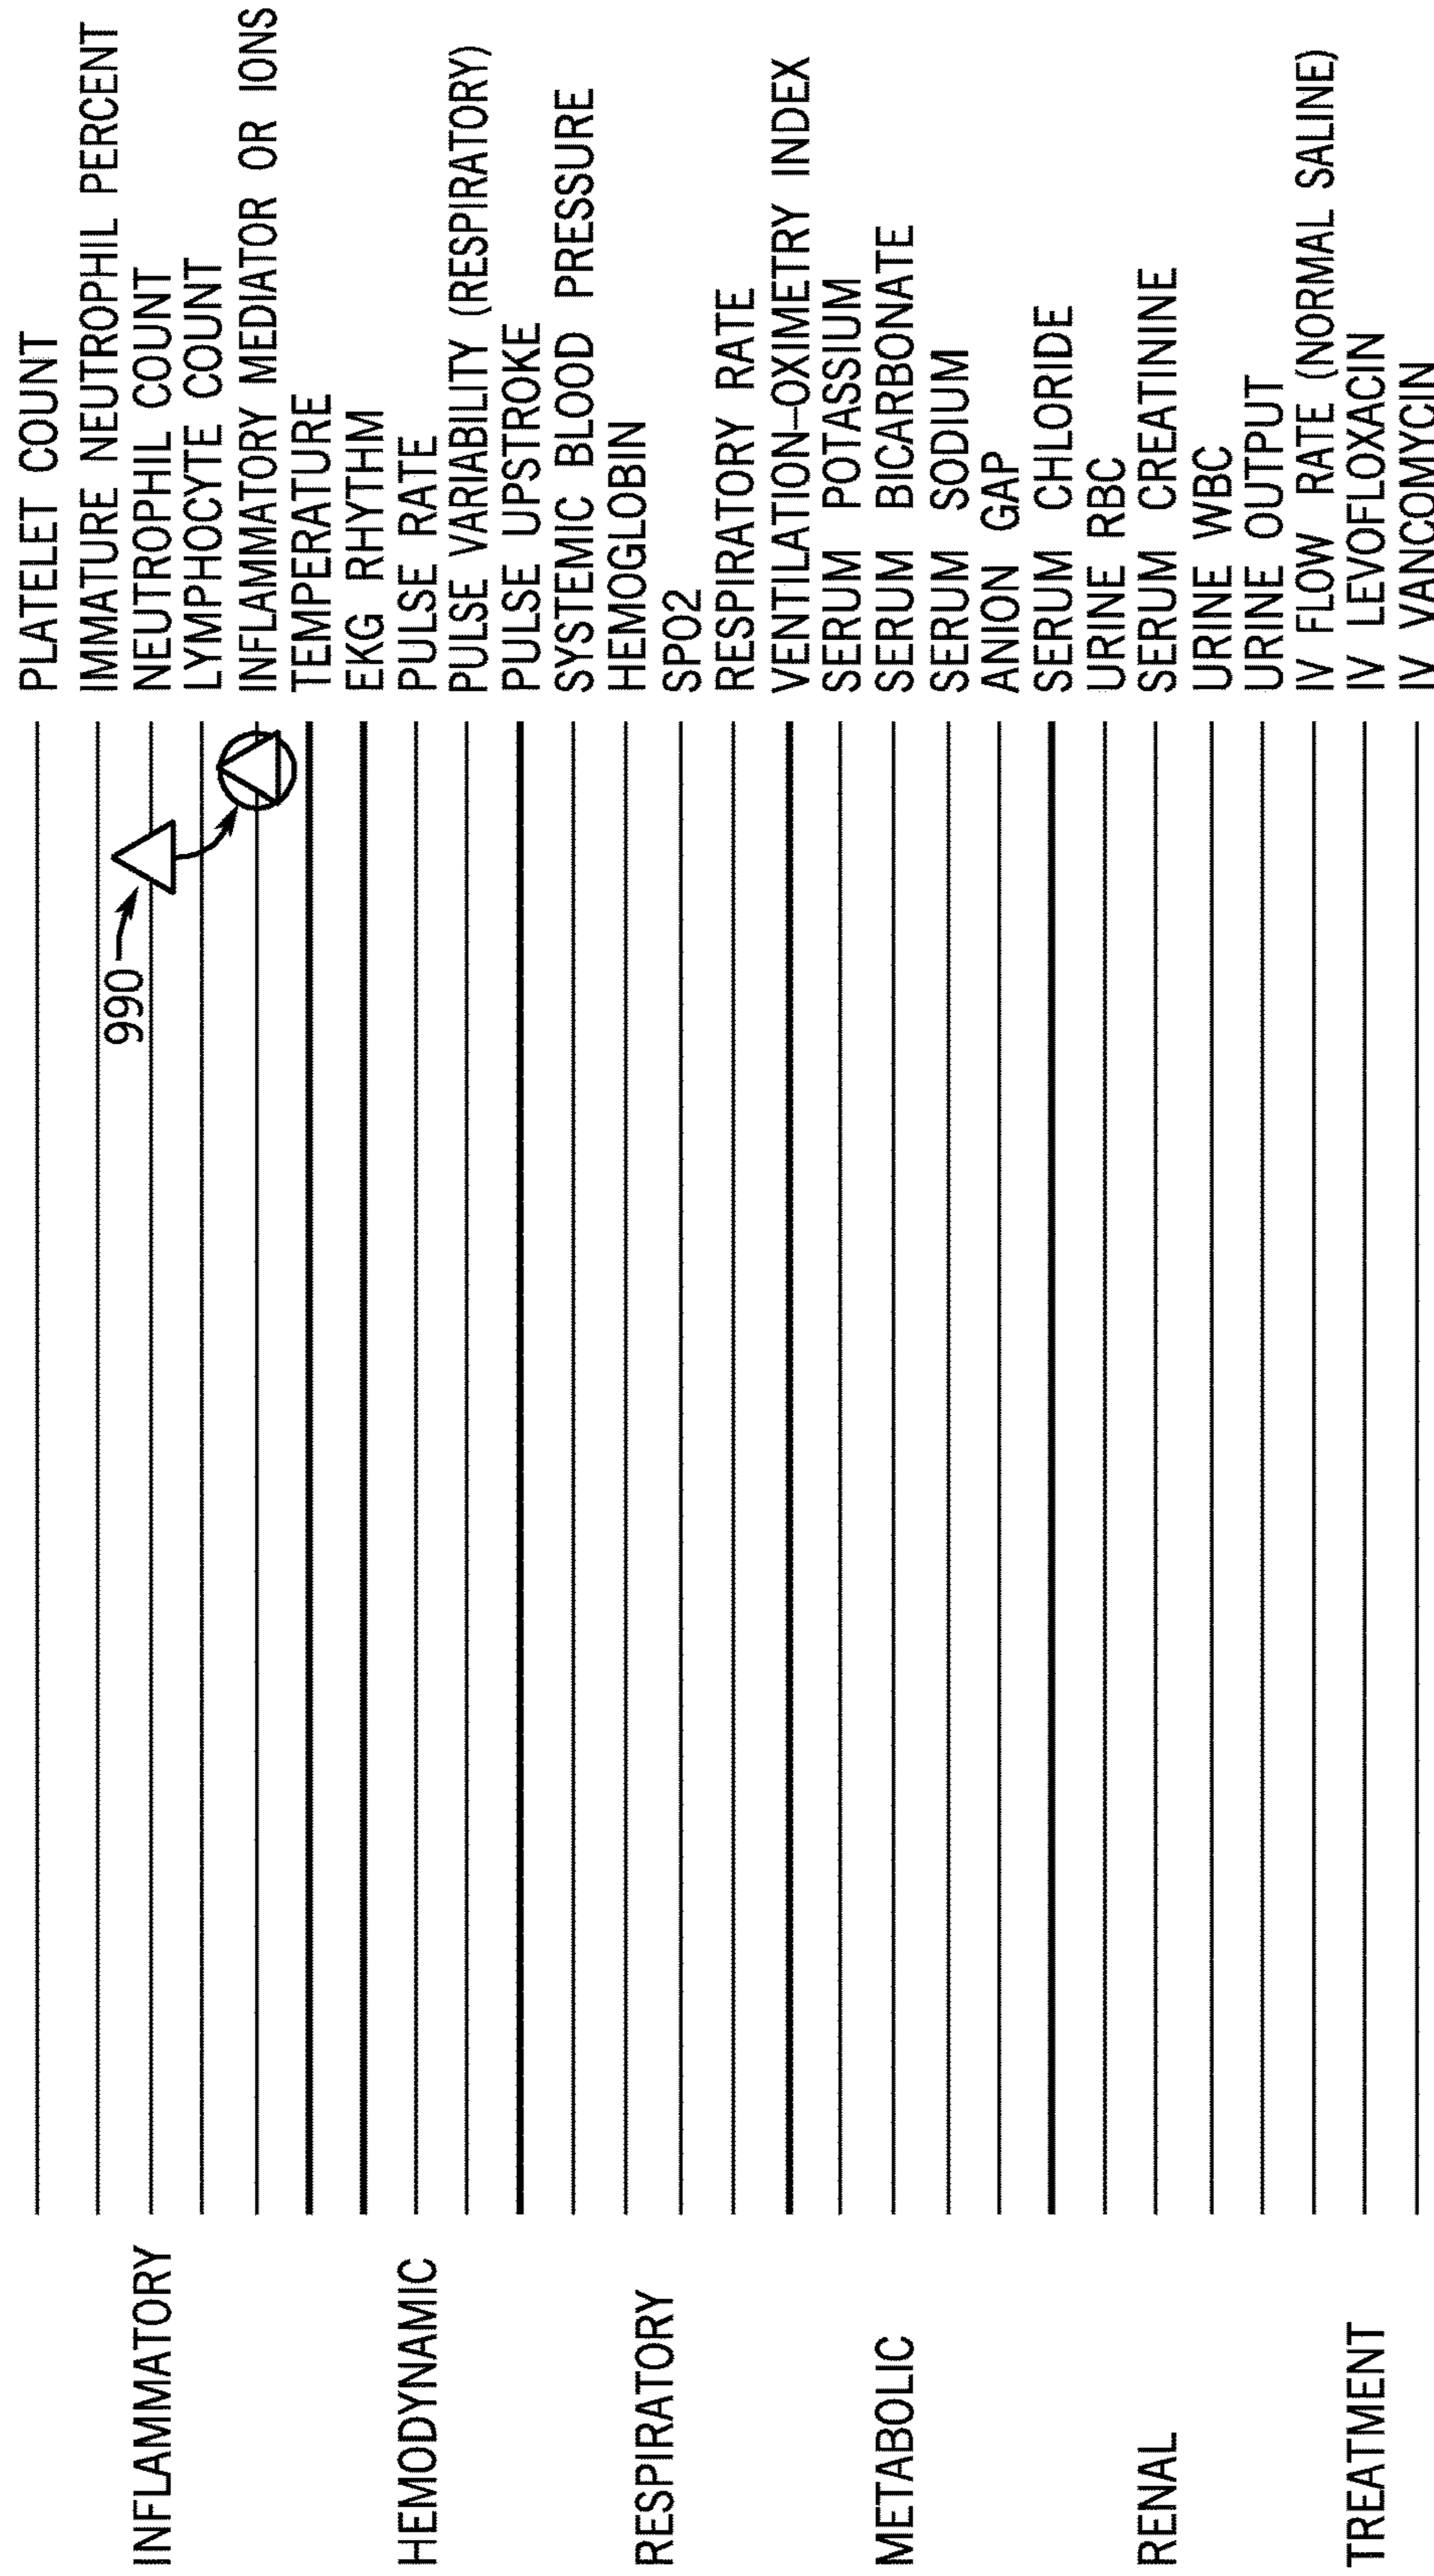 PLATELET COUNT
IMMATURE NEUTROPHIL PERCENT
INFLAMMATORY
990
NEUTROPHIL COUNT
LYMPHOCYTE COUNT
INFLAMMATORY MEDIATOR OR IONS
TEMPERATURE
EKG RHYTHM
HEMODYNAMIC
PULSE RATE
PULSE VARIABILITY (RESPIRATORY)
PULSE UPSTROKE
SYSTEMIC BLOOD PRESSURE
HEMOGLOBIN
RESPIRATORY
SPO2
RESPIRATORY RATE
VENTILATION-OXIMETRY INDEX
SERUM POTASSIUM
METABOLIC
SERUM BICARBONATE
SERUM SODIUM
ANION GAP
SERUM CHLORIDE
URINE RBC
RENAL
SERUM CREATININE
URINE WBC
URINE OUTPUT
IV FLOW RATE (NORMAL SALINE)
TREATMENT
IV LEVOFLOXACIN
IV VANCOMYCIN